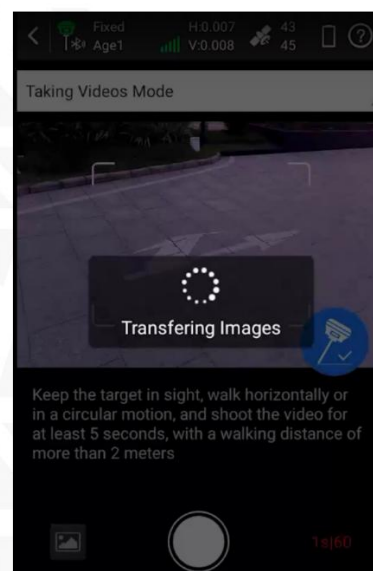 Fixed H:0.007 43
Age1 V:0.008 45
Taking Videos Mode
Transfering Images
Keep the target in sight, walk horizontally or
in a circular motion, and shoot the video for
at least 5 seconds, with a walking distance of
more than 2 meters
1s|60